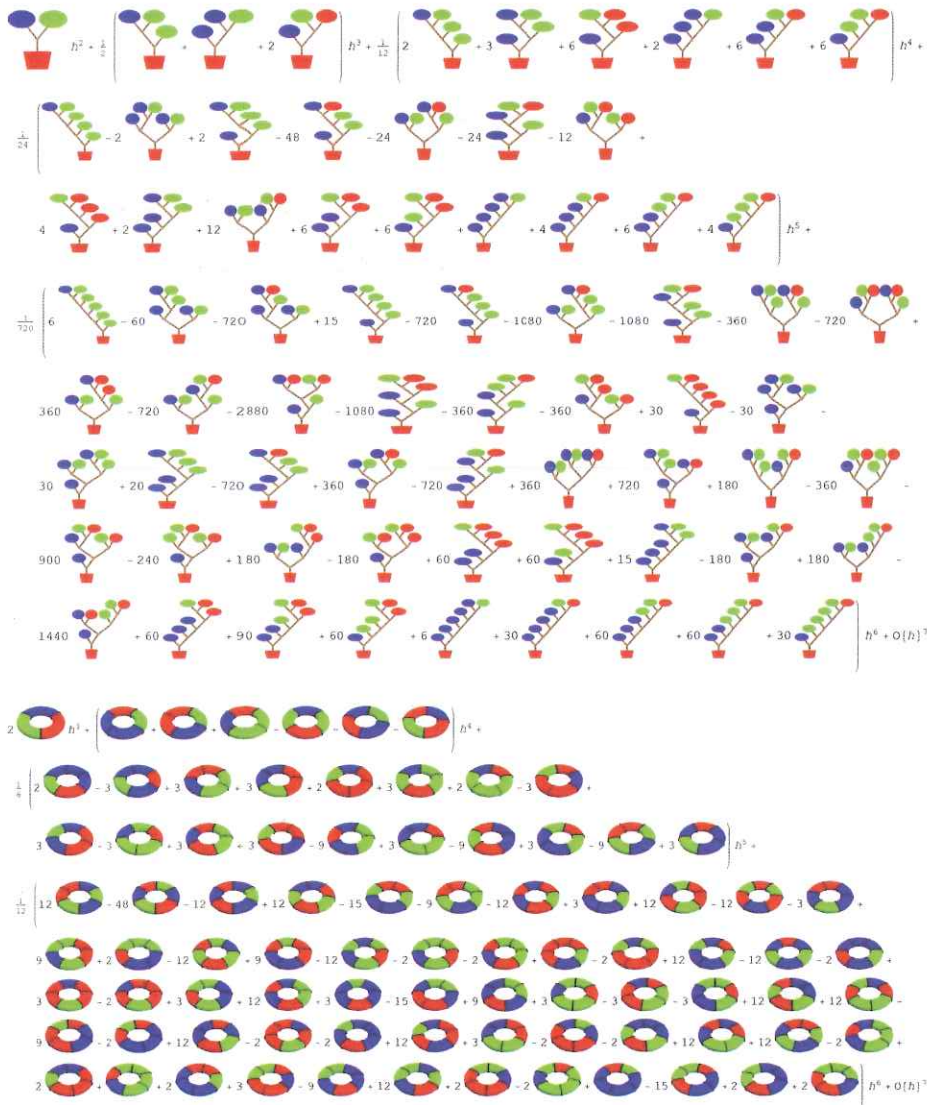 ħ² + 1/2 ( + + 2 ) ħ³ + 1/12 ( 2 + 3 + 6 + 2 + 6 + 6 ) ħ⁴ +
1/24 ( - 2 + 2 - 48 - 24 - 24 - 12 +
4 + 2 + 12 + 6 + 6 + + 4 + 6 + 4 ) ħ⁵ +
1/720 ( 6 - 60 - 720 + 15 - 720 - 1080 - 1080 - 360 - 720 +
360 - 720 - 2880 - 1080 - 360 - 360 + 30 - 30 -
30 + 20 - 720 + 360 - 720 + 360 + 720 + 180 - 360 -
900 - 240 + 180 - 180 + 60 + 60 + 15 - 180 + 180 -
1440 + 60 + 90 + 60 + 6 + 30 + 60 + 60 + 30 ) ħ⁶ + O[ħ]⁷
2 ħ³ + ( + + - - - ) ħ⁴ +
( 2 - 3 + 3 + 3 + 2 + 3 + 2 - 3 +
3 - 3 + 3 + 3 - 9 + 3 - 9 + 3 - 9 + 3 ) ħ⁵ +
1/12 ( 12 - 48 - 12 + 12 - 15 - 9 - 12 + 3 + 12 - 12 - 3 +
9 + 2 - 12 + 9 - 12 - 2 - 2 + - 2 + 12 - 12 - 2 +
3 - 2 + 3 + 12 + 3 - 15 + 9 + 3 - 3 - 3 + 12 + 12 -
9 - 2 + 12 - 2 - 2 + 12 + 3 - 2 - 2 + 12 + 12 - 2 +
2 + + 2 + 3 - 9 + 12 + 2 - 2 + - 15 + 2 + 2 ) ħ⁶ + O[ħ]⁷